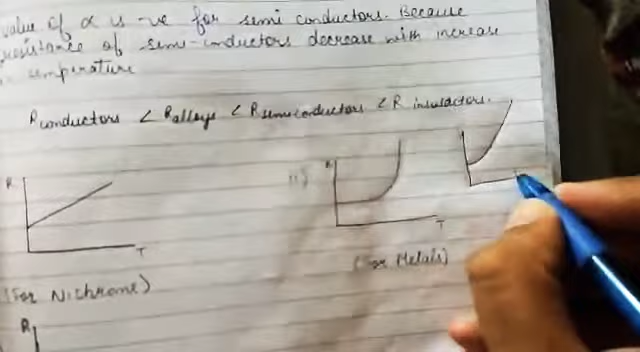 value of α is -ve for semi conductors. Because
resistance of semi-conductors decrease with increase
in temperature
Rconductors < Ralloys < Rsemiconductors < R insulators.
R
T
(For Nichrome)
ii)
R
T
(For Metals)
R